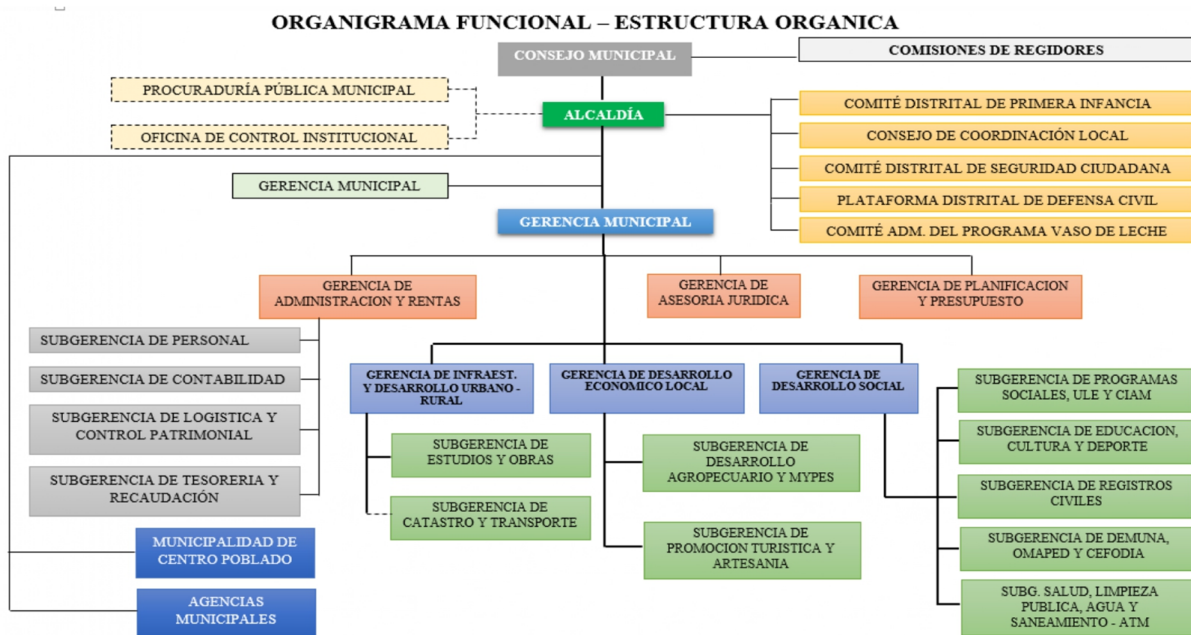 ORGANIGRAMA FUNCIONAL – ESTRUCTURA ORGANICA
CONSEJO MUNICIPAL
COMISIONES DE REGIDORES
PROCURADURÍA PÚBLICA MUNICIPAL
OFICINA DE CONTROL INSTITUCIONAL
ALCALDÍA
COMITÉ DISTRITAL DE PRIMERA INFANCIA
CONSEJO DE COORDINACIÓN LOCAL
COMITÉ DISTRITAL DE SEGURIDAD CIUDADANA
PLATAFORMA DISTRITAL DE DEFENSA CIVIL
COMITÉ ADM. DEL PROGRAMA VASO DE LECHE
GERENCIA MUNICIPAL
GERENCIA MUNICIPAL
GERENCIA DE
ADMINISTRACION Y RENTAS
GERENCIA DE
ASESORIA JURIDICA
GERENCIA DE PLANIFICACION
Y PRESUPUESTO
SUBGERENCIA DE PERSONAL
SUBGERENCIA DE CONTABILIDAD
SUBGERENCIA DE LOGISTICA Y
CONTROL PATRIMONIAL
SUBGERENCIA DE TESORERIA Y
RECAUDACIÓN
MUNICIPALIDAD DE
CENTRO POBLADO
AGENCIAS
MUNICIPALES
GERENCIA DE INFRAEST.
Y DESARROLLO URBANO -
RURAL
SUBGERENCIA DE
ESTUDIOS Y OBRAS
SUBGERENCIA DE
CATASTRO Y TRANSPORTE
GERENCIA DE DESARROLLO
ECONOMICO LOCAL
SUBGERENCIA DE
DESARROLLO
AGROPECUARIO Y MYPES
SUBGERENCIA DE
PROMOCION TURISTICA Y
ARTESANIA
GERENCIA DE
DESARROLLO SOCIAL
SUBGERENCIA DE PROGRAMAS
SOCIALES, ULE Y CIAM
SUBGERENCIA DE EDUCACION,
CULTURA Y DEPORTE
SUBGERENCIA DE REGISTROS
CIVILES
SUBGERENCIA DE DEMUNA,
OMAPED Y CEFODIA
SUBG. SALUD, LIMPIEZA
PUBLICA, AGUA Y
SANEAMIENTO - ATM